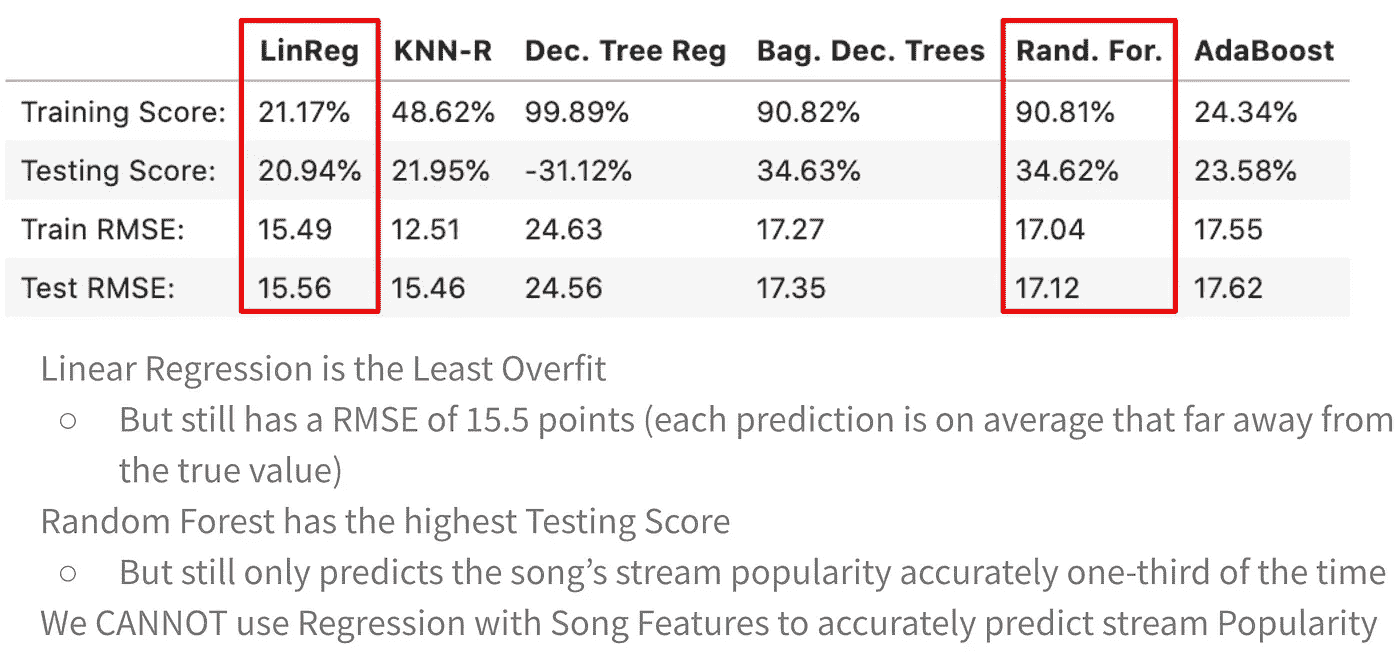 LinReg KNN-R Dec. Tree Reg Bag. Dec. Trees Rand. For. AdaBoost
Training Score: 21.17% 48.62% 99.89% 90.82% 90.81% 24.34%
Testing Score: 20.94% 21.95% -31.12% 34.63% 34.62% 23.58%
Train RMSE: 15.49 12.51 24.63 17.27 17.04 17.55
Test RMSE: 15.56 15.46 24.56 17.35 17.12 17.62
Linear Regression is the Least Overfit
○ But still has a RMSE of 15.5 points (each prediction is on average that far away from
the true value)
Random Forest has the highest Testing Score
○ But still only predicts the song’s stream popularity accurately one-third of the time
We CANNOT use Regression with Song Features to accurately predict stream Popularity